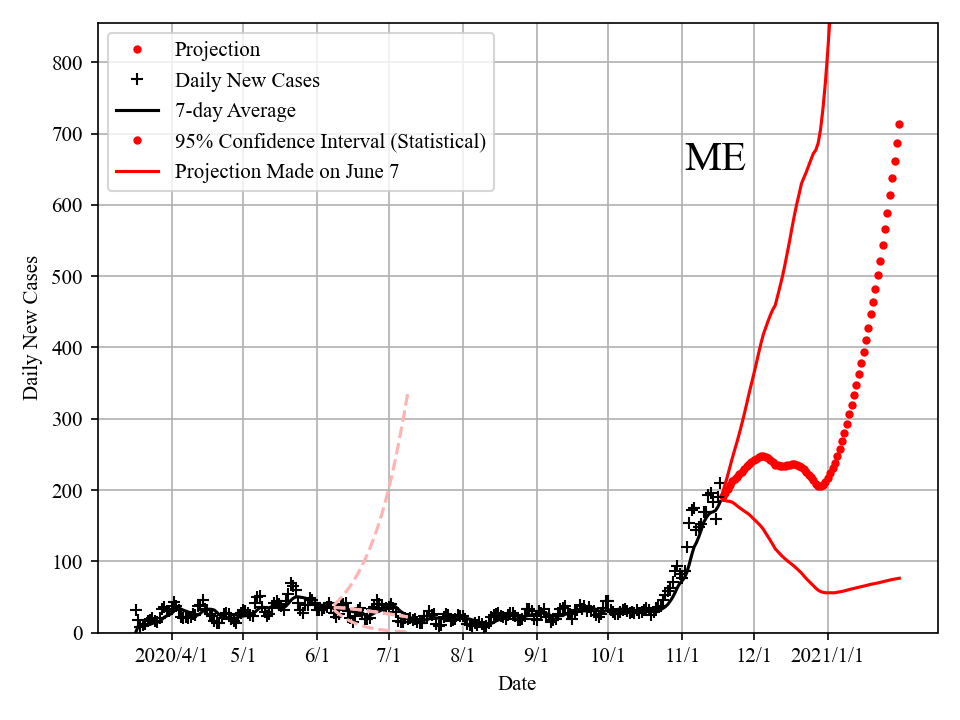 Projection
Daily New Cases
7-day Average
95% Confidence Interval (Statistical)
Projection Made on June 7
ME
800
700
600
500
400
300
200
100
0
Daily New Cases
2020/4/1 5/1 6/1 7/1 8/1 9/1 10/1 11/1 12/1 2021/1/1
Date